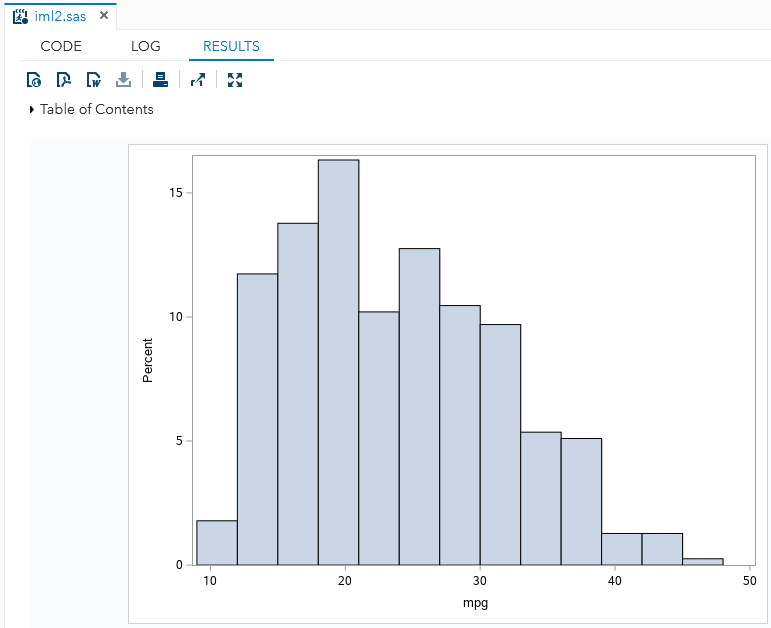 iml2.sas ×
CODE LOG RESULTS
Table of Contents
15
10
5
0
Percent
10 20 30 40 50
mpg